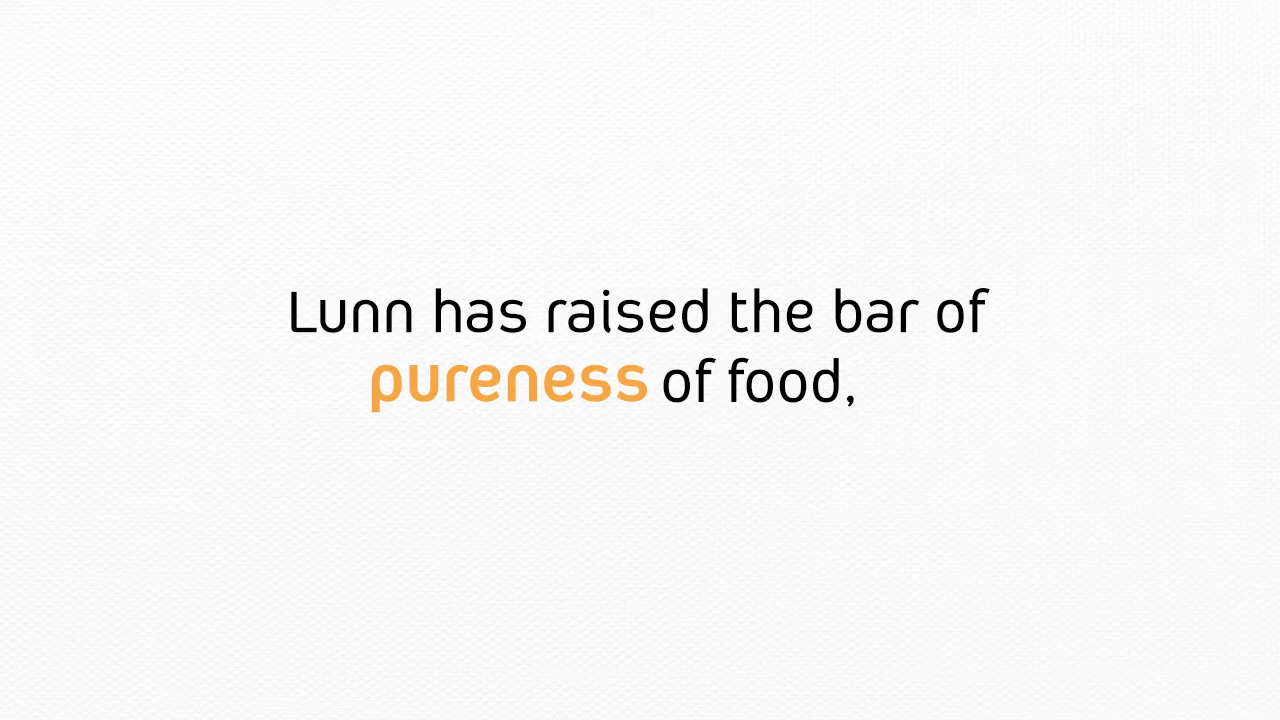 Lunn has raised the bar of
pureness of food,